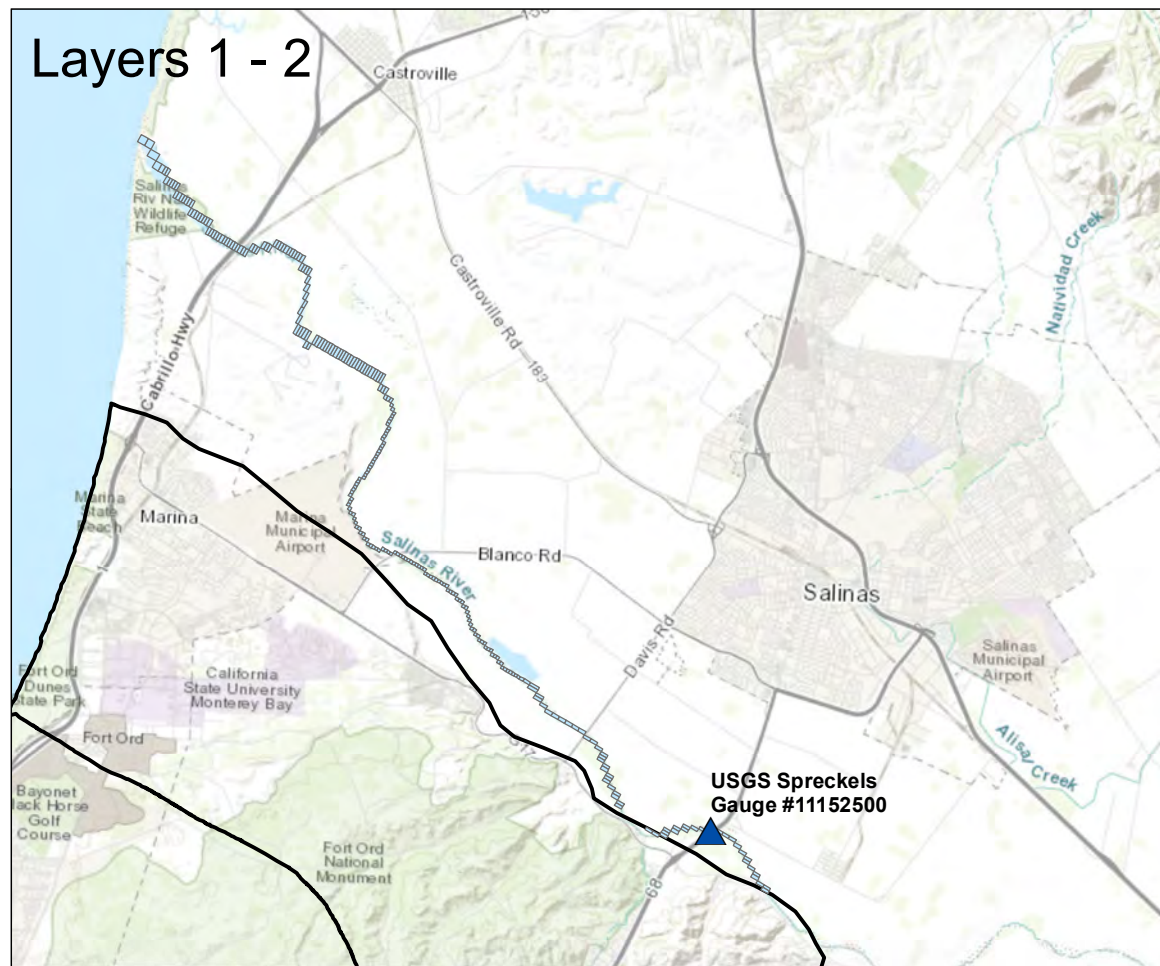 Layers 1 - 2
Castroville
Salinas
Riv N
Wildlife
Refuge
Natividad Creek
Castroville Rd
183
Cabrillo Hwy
Marina
State
Beach
Marina
Marina
Municipal
Airport
Salinas River
Blanco Rd
Salinas
Davis Rd
Salinas
Municipal
Airport
1
Fort Ord
Dunes
State Park
California
State University
Monterey Bay
Fort Ord
Alisal Creek
Bayonet
lack Horse
Golf
Course
USGS Spreckels
Gauge #11152500
Fort Ord
National
Monument
68